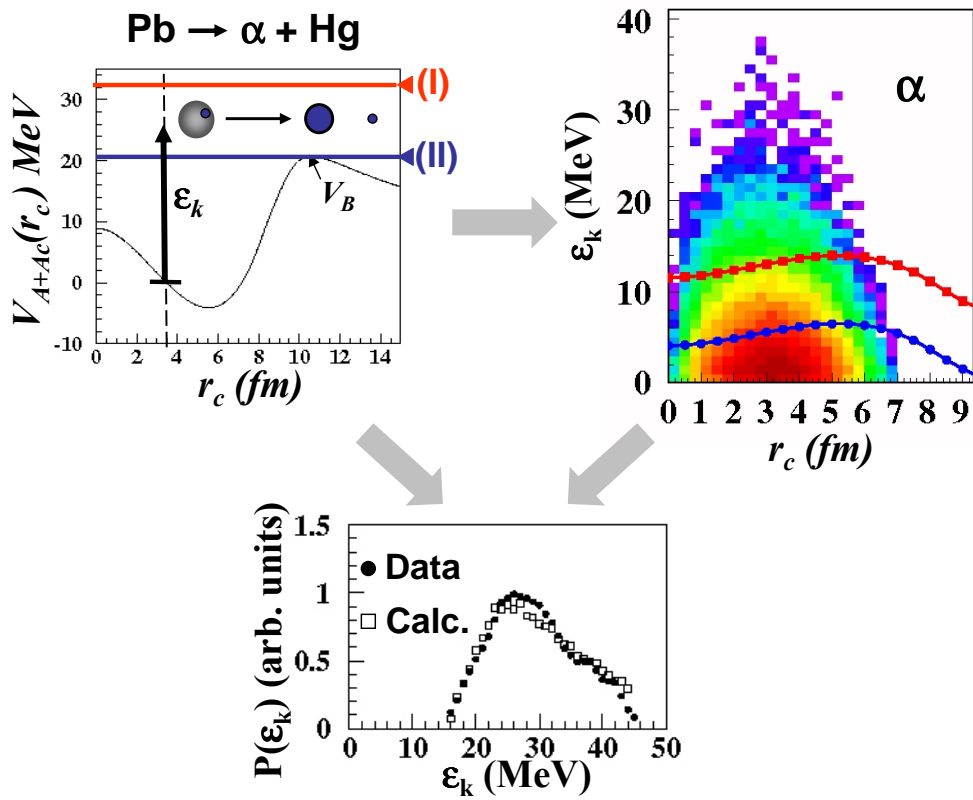 Pb → α + Hg
V_{A+Ac}(r_c) MeV
30
20
10
0
-10
0 2 4 6 8 10 12 14
r_c (fm)
(I)
(II)
ε_k
V_B
ε_k (MeV)
40
30
20
10
0
0 1 2 3 4 5 6 7 8 9
r_c (fm)
α
P(ε_k) (arb. units)
1.5
1
0.5
0
0 10 20 30 40 50
ε_k (MeV)
● Data
□ Calc.